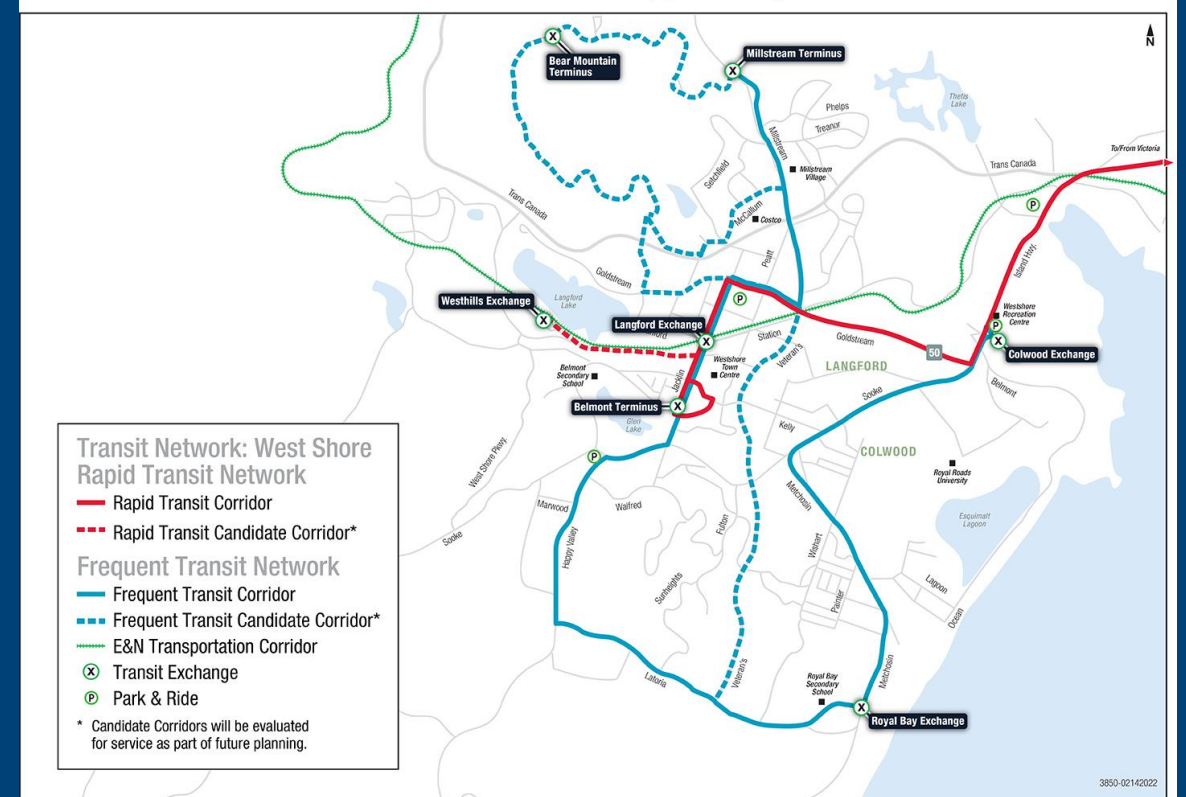 N
Bear Mountain
Terminus
Millstream Terminus
Thetis
Lake
Phelps
Treanor
Millstream
Setchfield
Millstream
Village
To/From Victoria
Trans Canada
P
Trans Canada
McCallum
Costco
Peatt
Island Hwy.
Goldstream
Langford
Lake
Westhills Exchange
P
Langford Exchange
Westshore
Recreation
Centre
P
Station
Goldstream
50
Colwood Exchange
Veteran's
LANGFORD
Westshore
Town
Centre
Belmont
Secondary
School
Jacklin
Belmont
Sooke
Belmont Terminus
Glen
Lake
Kelly
COLWOOD
P
West Shore Pkwy.
Royal Roads
University
Metchosin
Marwood
Walfred
Esquimalt
Lagoon
Fulton
Sooke
Happy Valley
Wishart
Sunheights
Painter
Lagoon
Ocean
Latoria
Veteran's
Metchosin
Royal Bay
Secondary
School
Royal Bay Exchange
Transit Network: West Shore
Rapid Transit Network
Rapid Transit Corridor
Rapid Transit Candidate Corridor*
Frequent Transit Network
Frequent Transit Corridor
Frequent Transit Candidate Corridor*
E&N Transportation Corridor
X Transit Exchange
P Park & Ride
* Candidate Corridors will be evaluated
for service as part of future planning.
3850-02142022